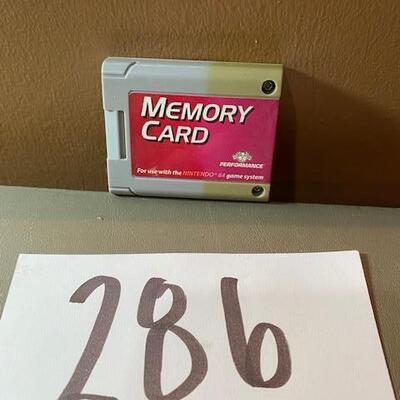 MEMORY
CARD
PERFORMANCE
For use with the NINTENDO® 64 game system
286